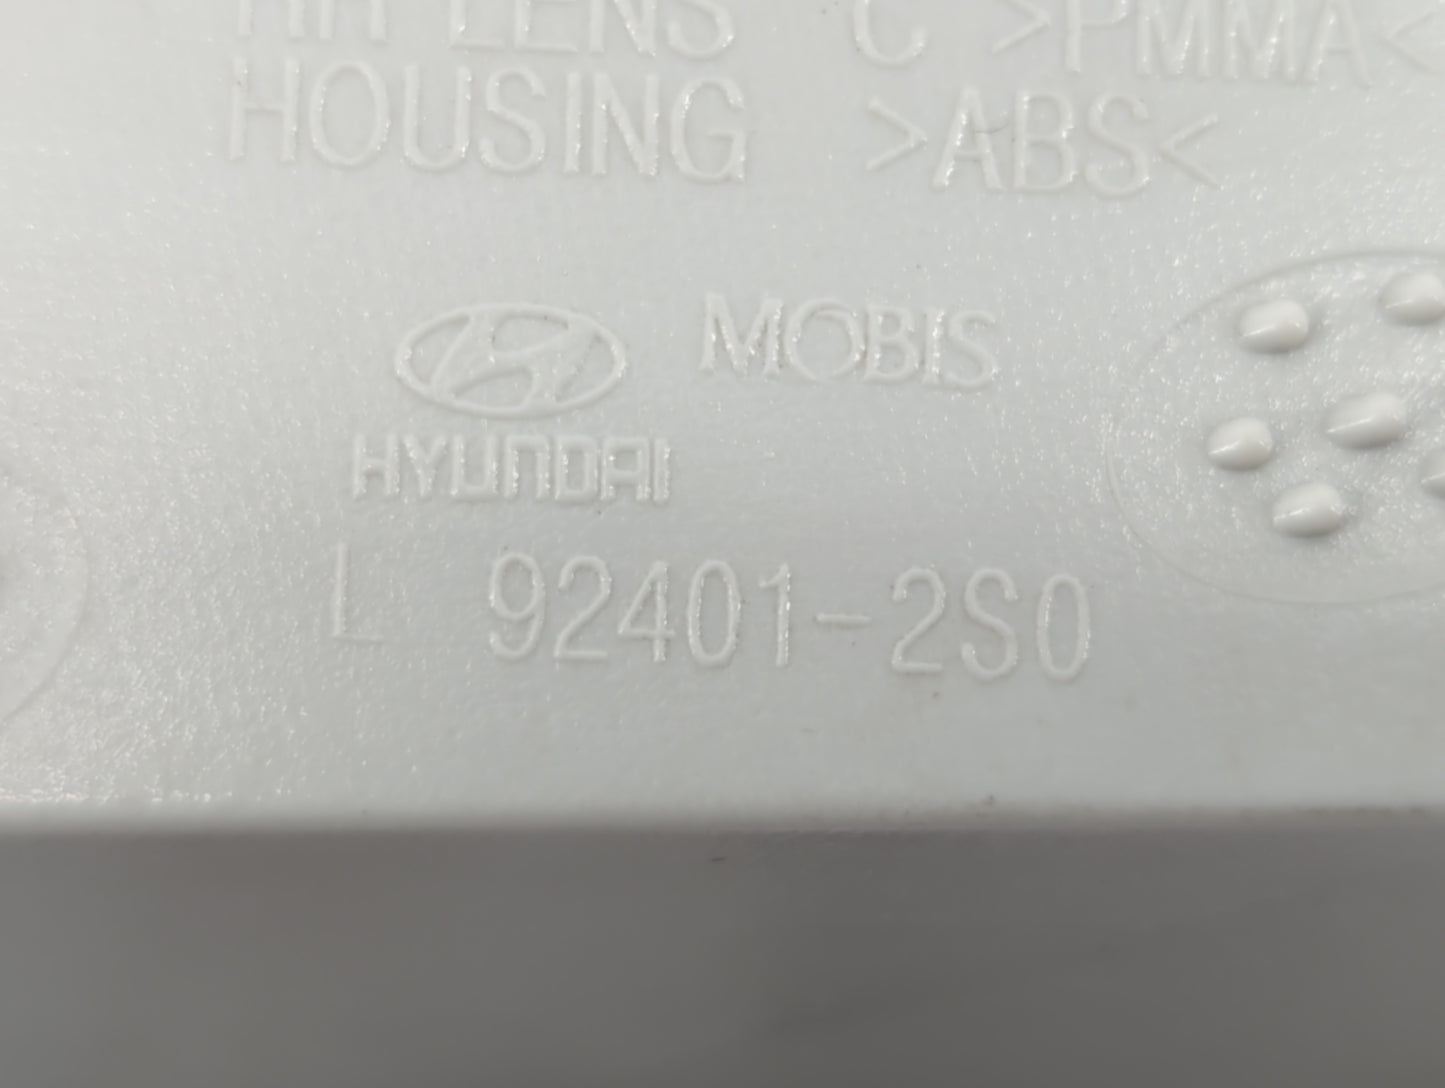 LENS C >PMMA<
HOUSING >ABS<
MOBIS
HYUNDAI
L 92401-2S0